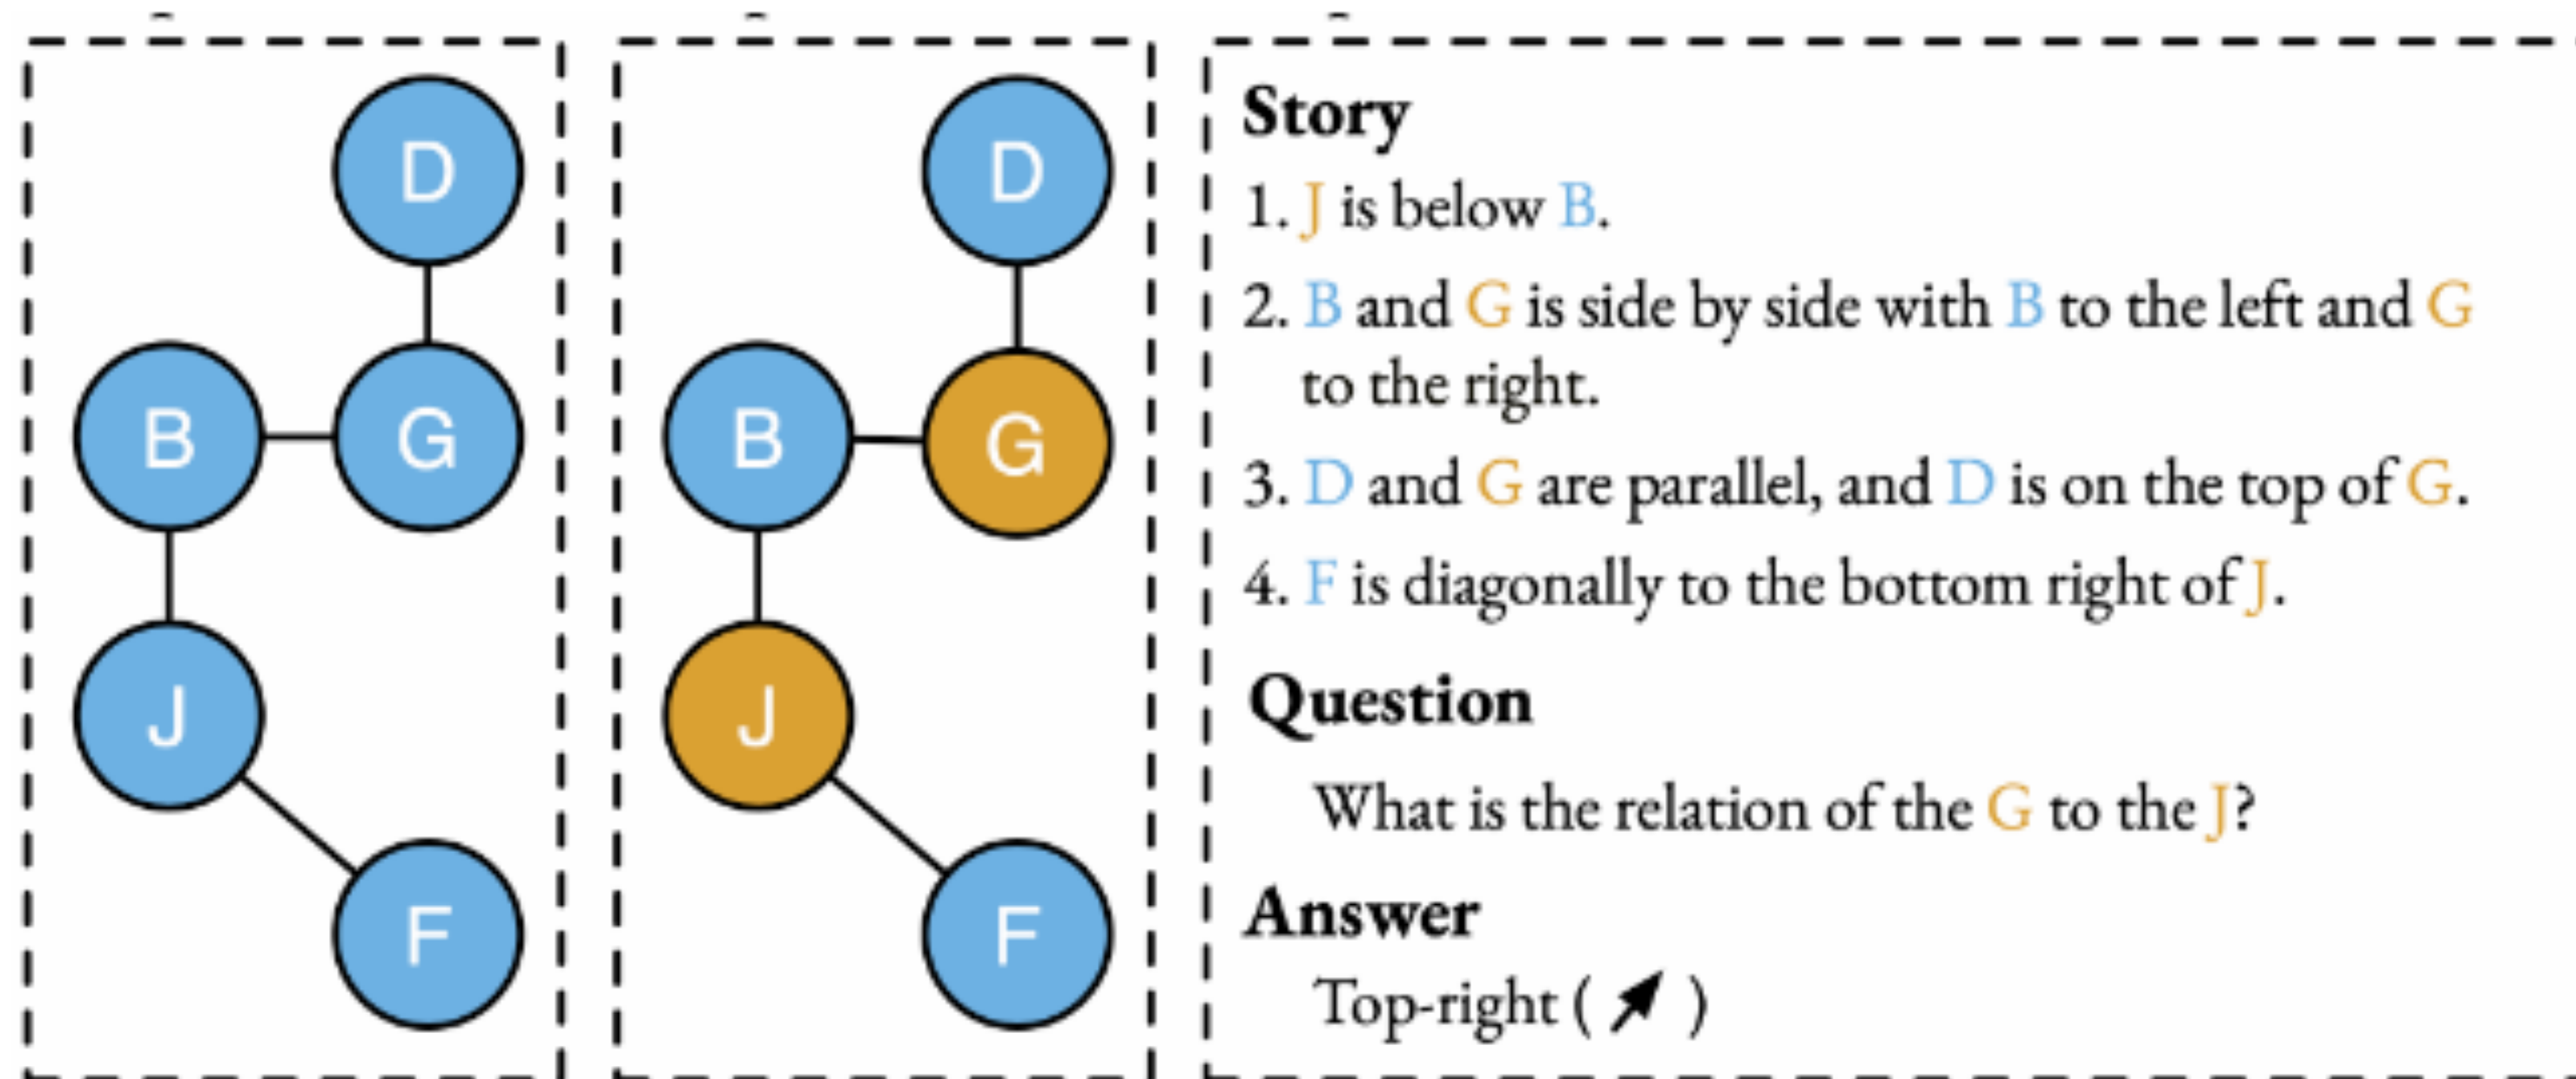 D
B
G
J
F
D
B
G
J
F
Story
1. J is below B.
2. B and G is side by side with B to the left and G
to the right.
3. D and G are parallel, and D is on the top of G.
4. F is diagonally to the bottom right of J.
Question
What is the relation of the G to the J?
Answer
Top-right ( ↗ )